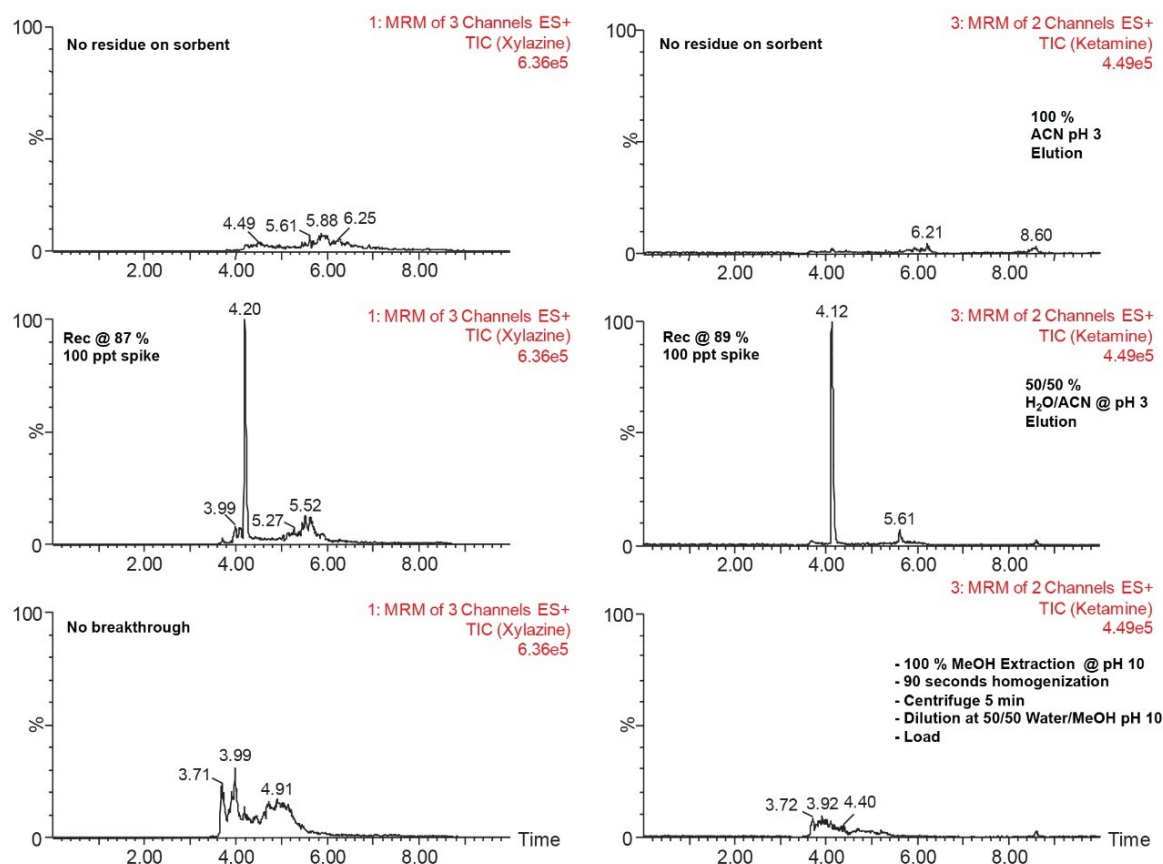 1: MRM of 3 Channels ES+
TIC (Xylazine)
6.36e5
100
No residue on sorbent
%
4.49
5.61
5.88
6.25
0
2.00
4.00
6.00
8.00
3: MRM of 2 Channels ES+
TIC (Ketamine)
4.49e5
100
No residue on sorbent
100 %
ACN pH 3
Elution
%
6.21
8.60
0
2.00
4.00
6.00
8.00
1: MRM of 3 Channels ES+
TIC (Xylazine)
6.36e5
4.20
100
Rec @ 87 %
100 ppt spike
%
3.99
5.27
5.52
0
2.00
4.00
6.00
8.00
3: MRM of 2 Channels ES+
TIC (Ketamine)
4.49e5
4.12
100
Rec @ 89 %
100 ppt spike
50/50 %
H₂O/ACN @ pH 3
Elution
%
5.61
0
2.00
4.00
6.00
8.00
1: MRM of 3 Channels ES+
TIC (Xylazine)
6.36e5
100
No breakthrough
%
3.71
3.99
4.91
0
2.00
4.00
6.00
8.00
Time
3: MRM of 2 Channels ES+
TIC (Ketamine)
4.49e5
100
- 100 % MeOH Extraction @ pH 10
- 90 seconds homogenization
- Centrifuge 5 min
- Dilution at 50/50 Water/MeOH pH 10
- Load
%
3.72
3.92
4.40
0
2.00
4.00
6.00
8.00
Time